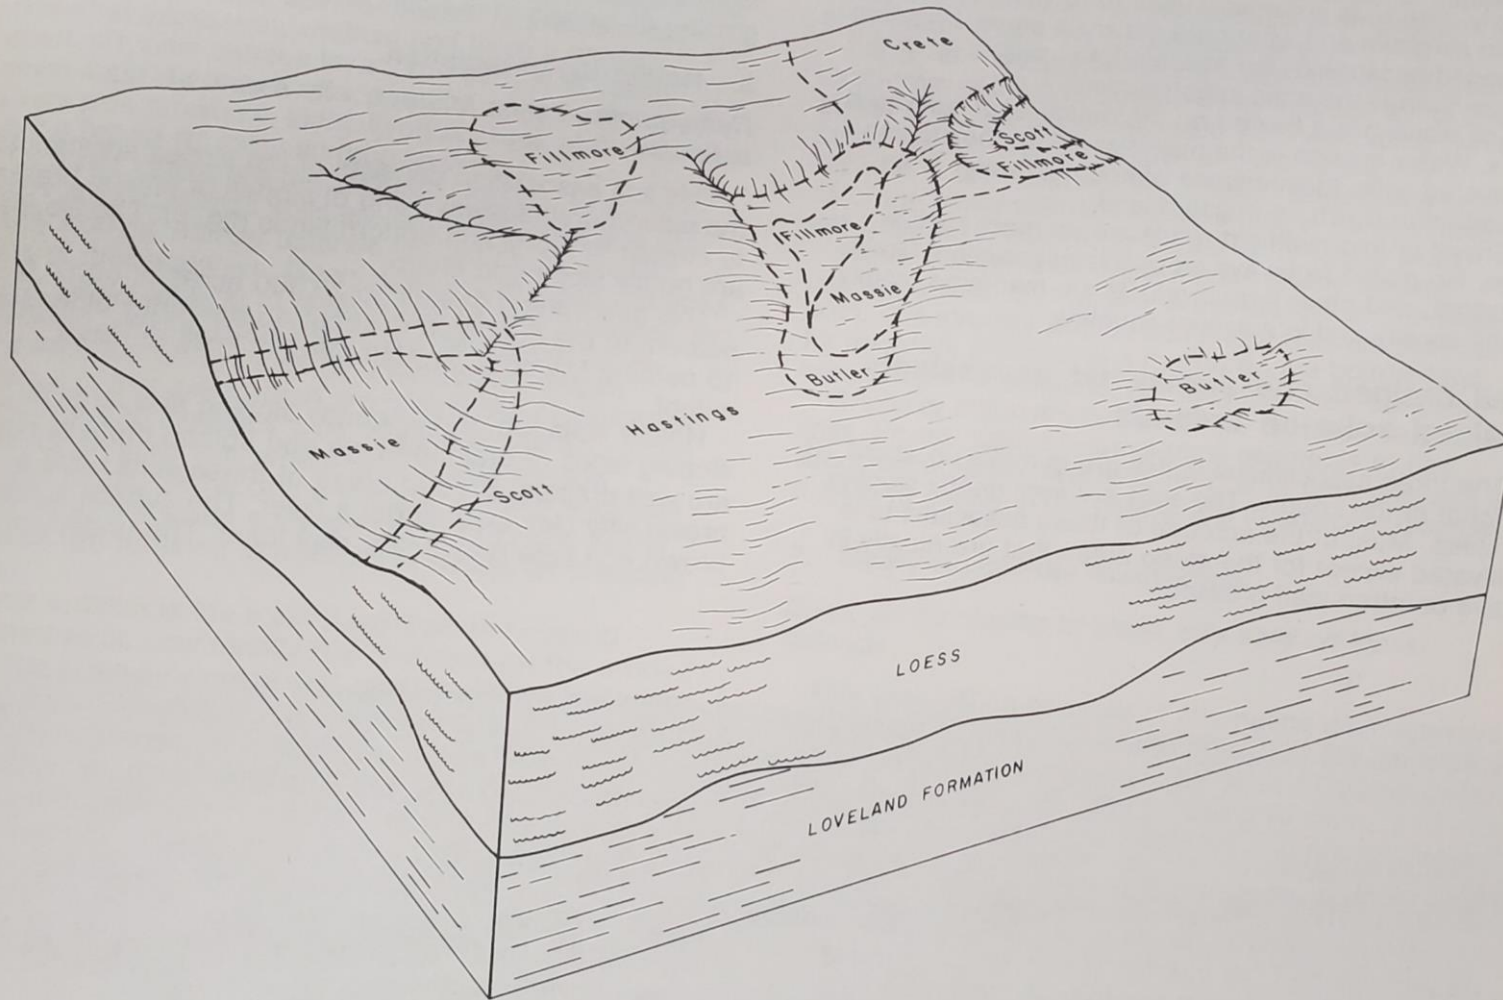 Crete
Scott
Fillmore
Fillmore
Fillmore
Massie
Butler
Butler
Hastings
Massie
Scott
LOESS
LOVELAND FORMATION